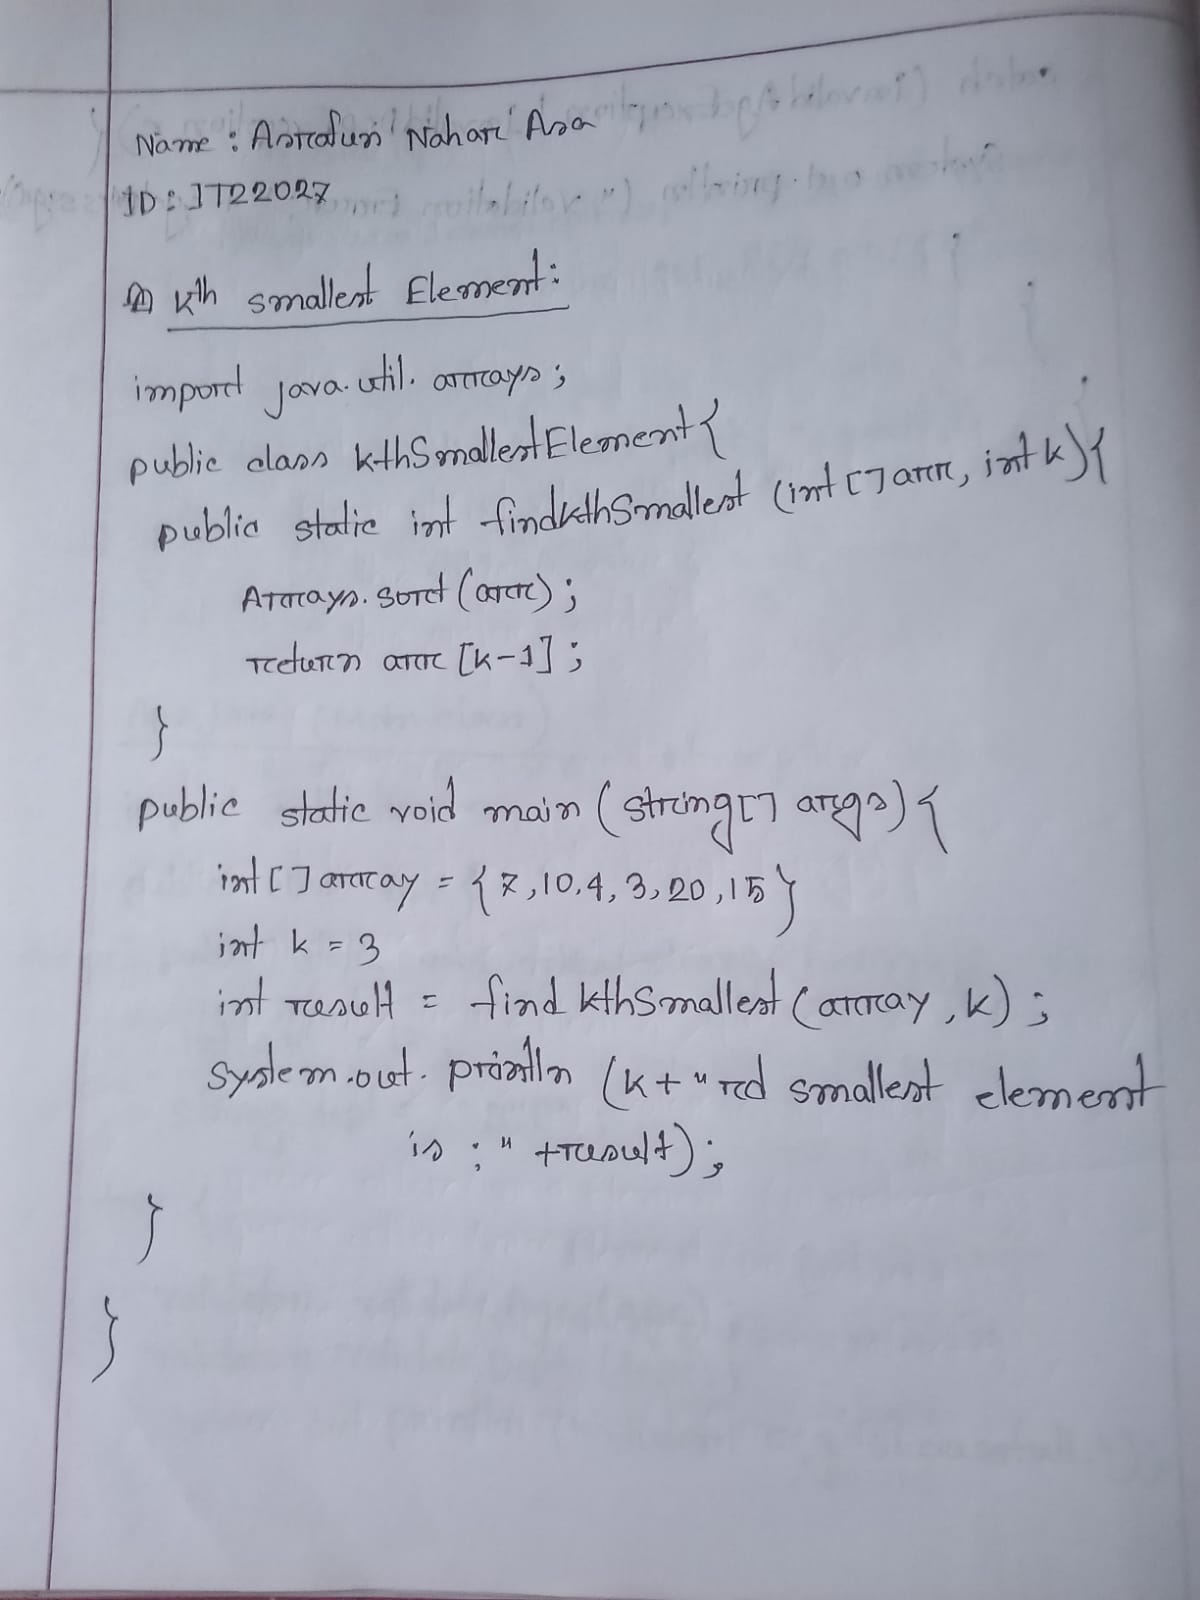 Name : Asrafun Nahar Asa
ID : IT22027
kth smallest Element:
import java.util.arrays;
public class kthSmallestElement{
public static int findkthSmallest (int [] arr, int k){
Arrays.sort (arr);
return arr [k-1];
}
public static void main (string[] args){
int [] array = {7,10,4,3,20,15}
int k = 3
int result = find kthSmallest (array, k);
system.out.println (k+"rd smallest element
is : " +result);
}
}